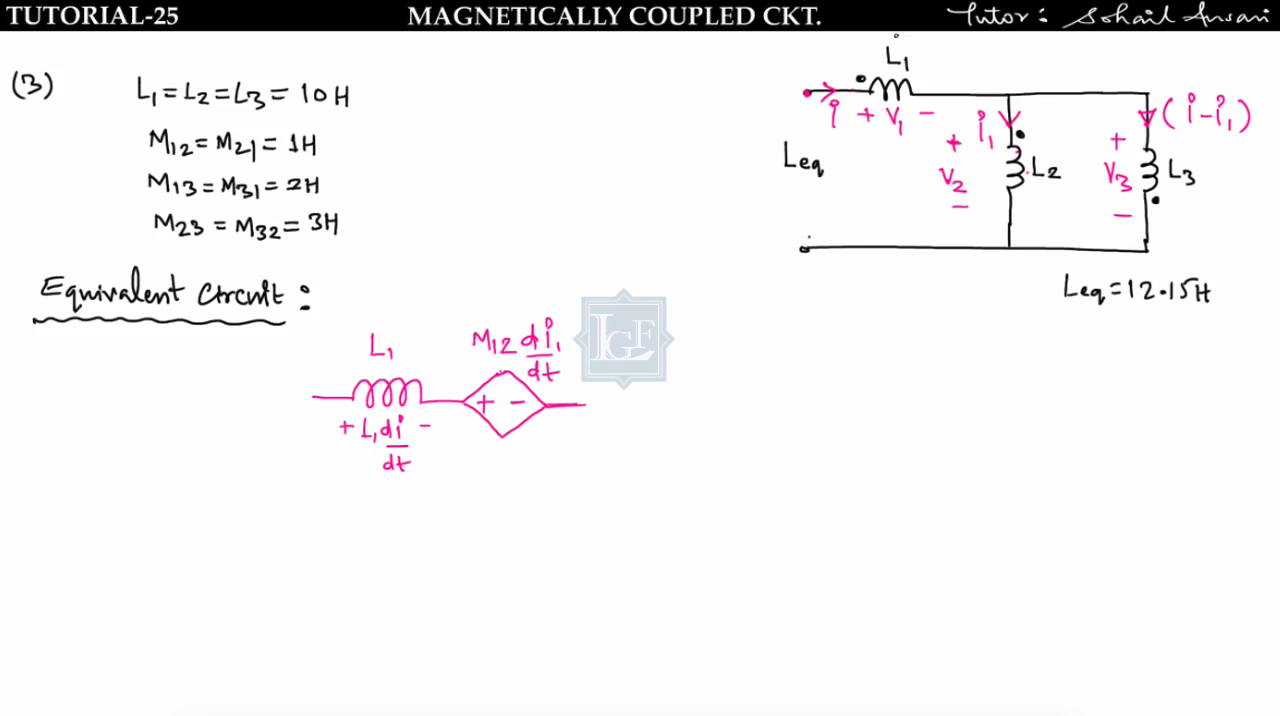 TUTORIAL-25
MAGNETICALLY COUPLED CKT.
Tutor: Sohail Ansari
(3)
L1 = L2 = L3 = 10H
M12 = M21 = 1H
M13 = M31 = 2H
M23 = M32 = 3H
Equivalent Circuit:
L1
i + V1 -
i1
(i-i1)
Leq
+ V2 -
L2
+ V3 -
L3
Leq = 12.15H
L1
M12 di1/dt
+ L1 di/dt -
+ -
LGF